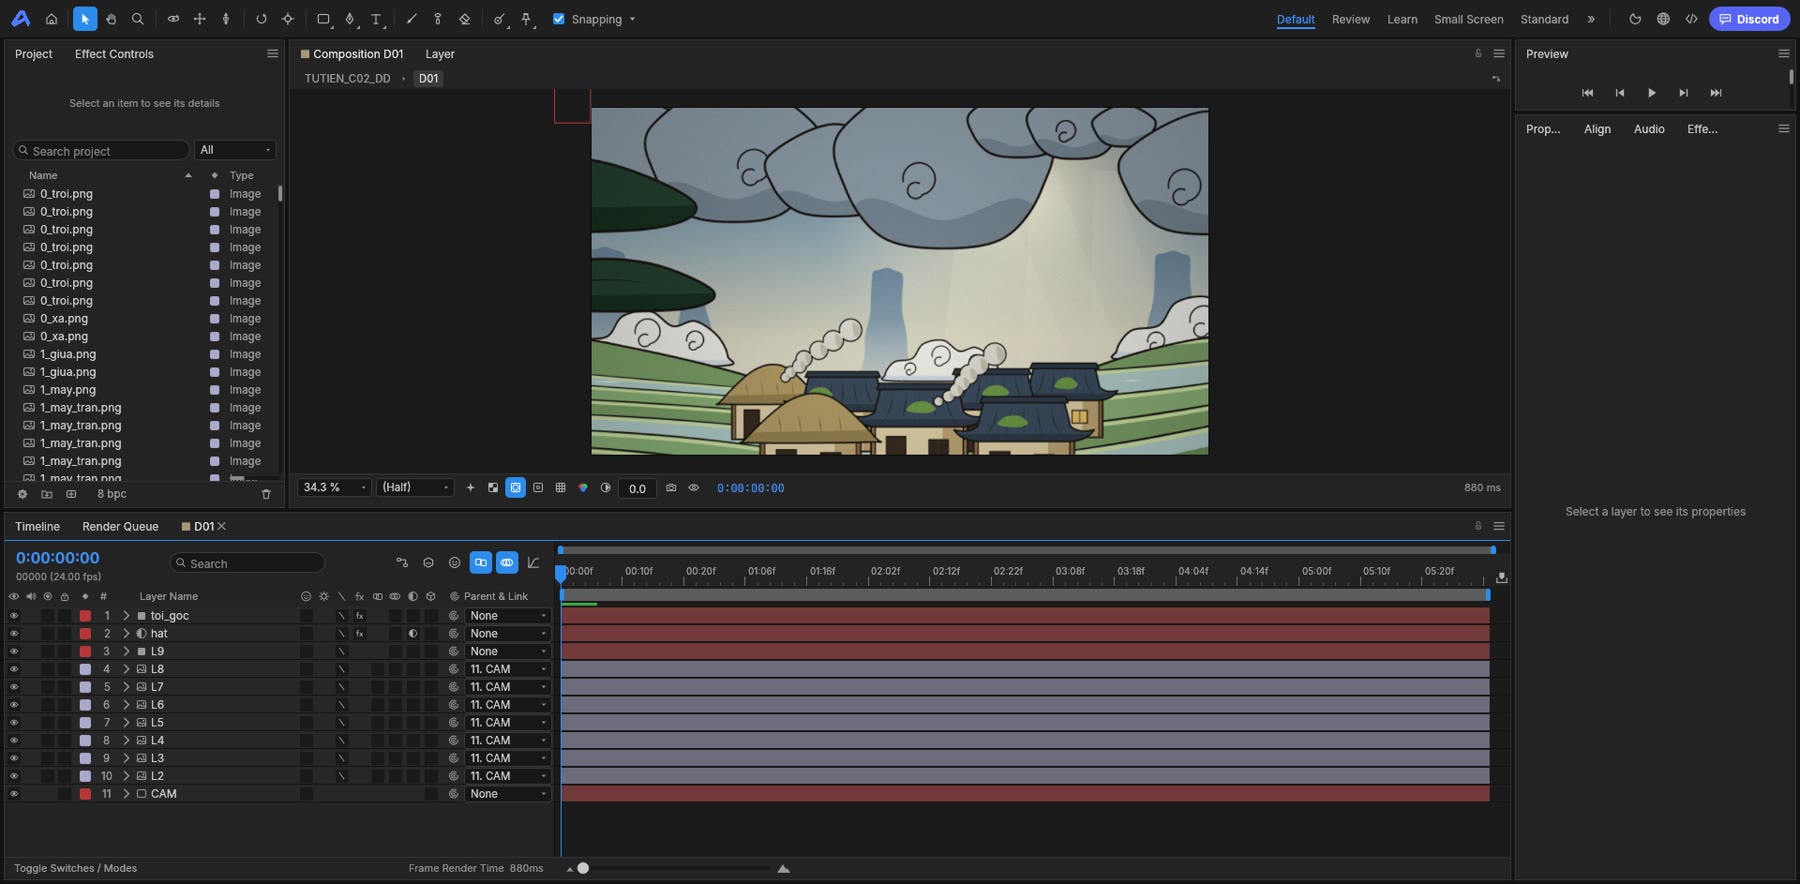 Snapping
Default
Review
Learn
Small Screen
Standard
Discord
Project
Effect Controls
Select an item to see its details
Search project
All
Name
Type
0_troi.png Image
0_troi.png Image
0_troi.png Image
0_troi.png Image
0_troi.png Image
0_troi.png Image
0_troi.png Image
0_xa.png Image
0_xa.png Image
1_giua.png Image
1_giua.png Image
1_may.png Image
1_may_tran.png Image
1_may_tran.png Image
1_may_tran.png Image
1_may_tran.png Image
1_may_tran.png
8 bpc
Composition D01
Layer
TUTIEN_C02_DD
D01
34.3 %
(Half)
0.0
0:00:00:00
880 ms
Preview
Prop...
Align
Audio
Effe...
Select a layer to see its properties
Timeline
Render Queue
D01
0:00:00:00
00000 (24.00 fps)
Search
00:00f 00:10f 00:20f 01:06f 01:16f 02:02f 02:12f 02:22f 03:08f 03:18f 04:04f 04:14f 05:00f 05:10f 05:20f
# Layer Name fx Parent & Link
1 toi_goc fx None
2 hat fx None
3 L9 None
4 L8 11. CAM
5 L7 11. CAM
6 L6 11. CAM
7 L5 11. CAM
8 L4 11. CAM
9 L3 11. CAM
10 L2 11. CAM
11 CAM None
Toggle Switches / Modes
Frame Render Time 880ms